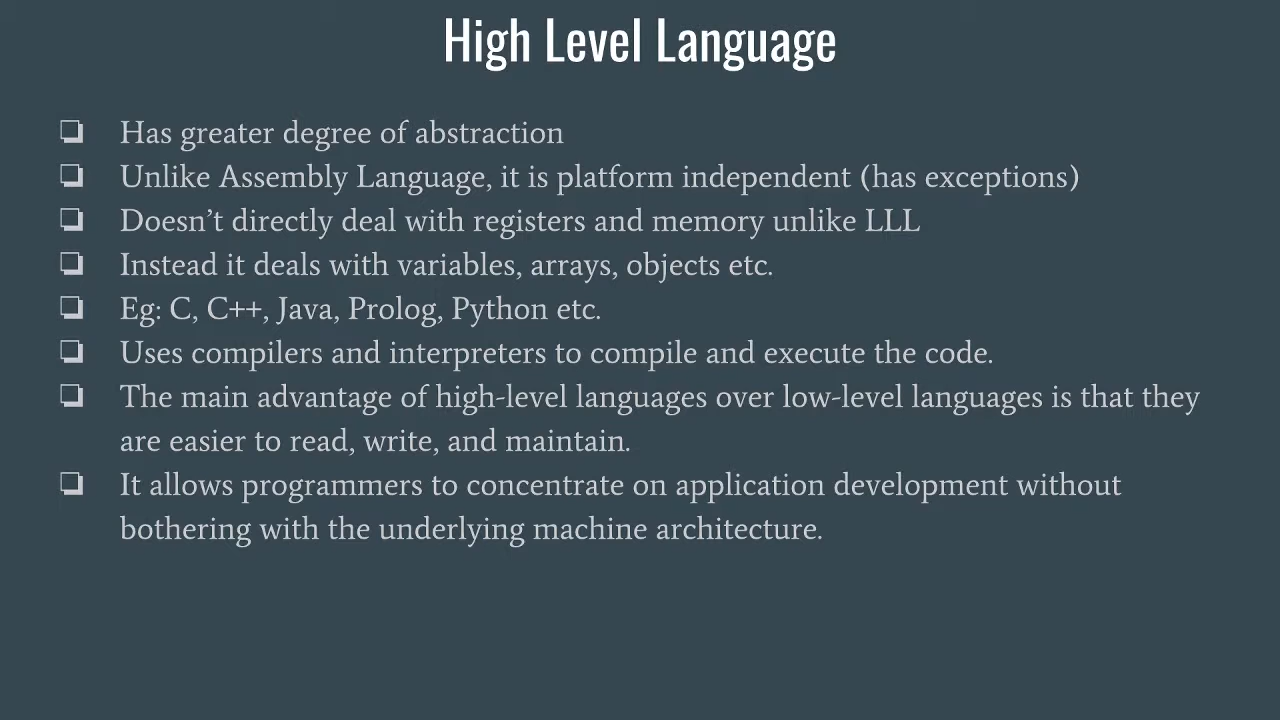 High Level Language
❏ Has greater degree of abstraction
❏ Unlike Assembly Language, it is platform independent (has exceptions)
❏ Doesn’t directly deal with registers and memory unlike LLL
❏ Instead it deals with variables, arrays, objects etc.
❏ Eg: C, C++, Java, Prolog, Python etc.
❏ Uses compilers and interpreters to compile and execute the code.
❏ The main advantage of high-level languages over low-level languages is that they
are easier to read, write, and maintain.
❏ It allows programmers to concentrate on application development without
bothering with the underlying machine architecture.